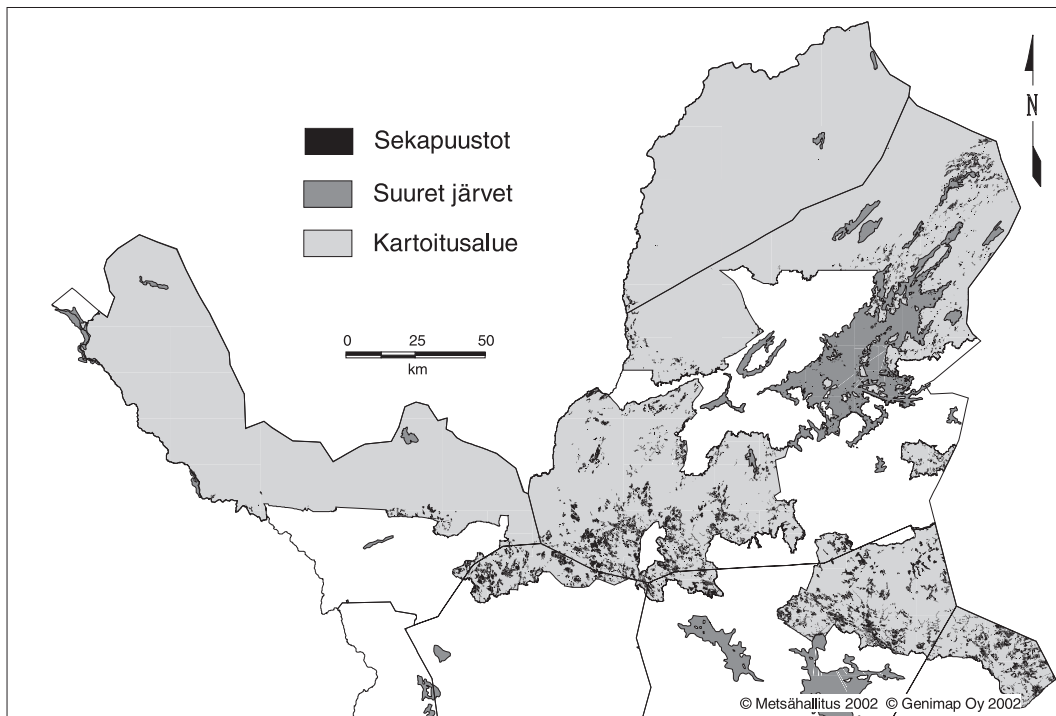 N
Sekapuustot
Suuret järvet
Kartoitusalue
0 25 50
km
© Metsähallitus 2002 © Genimap Oy 2002